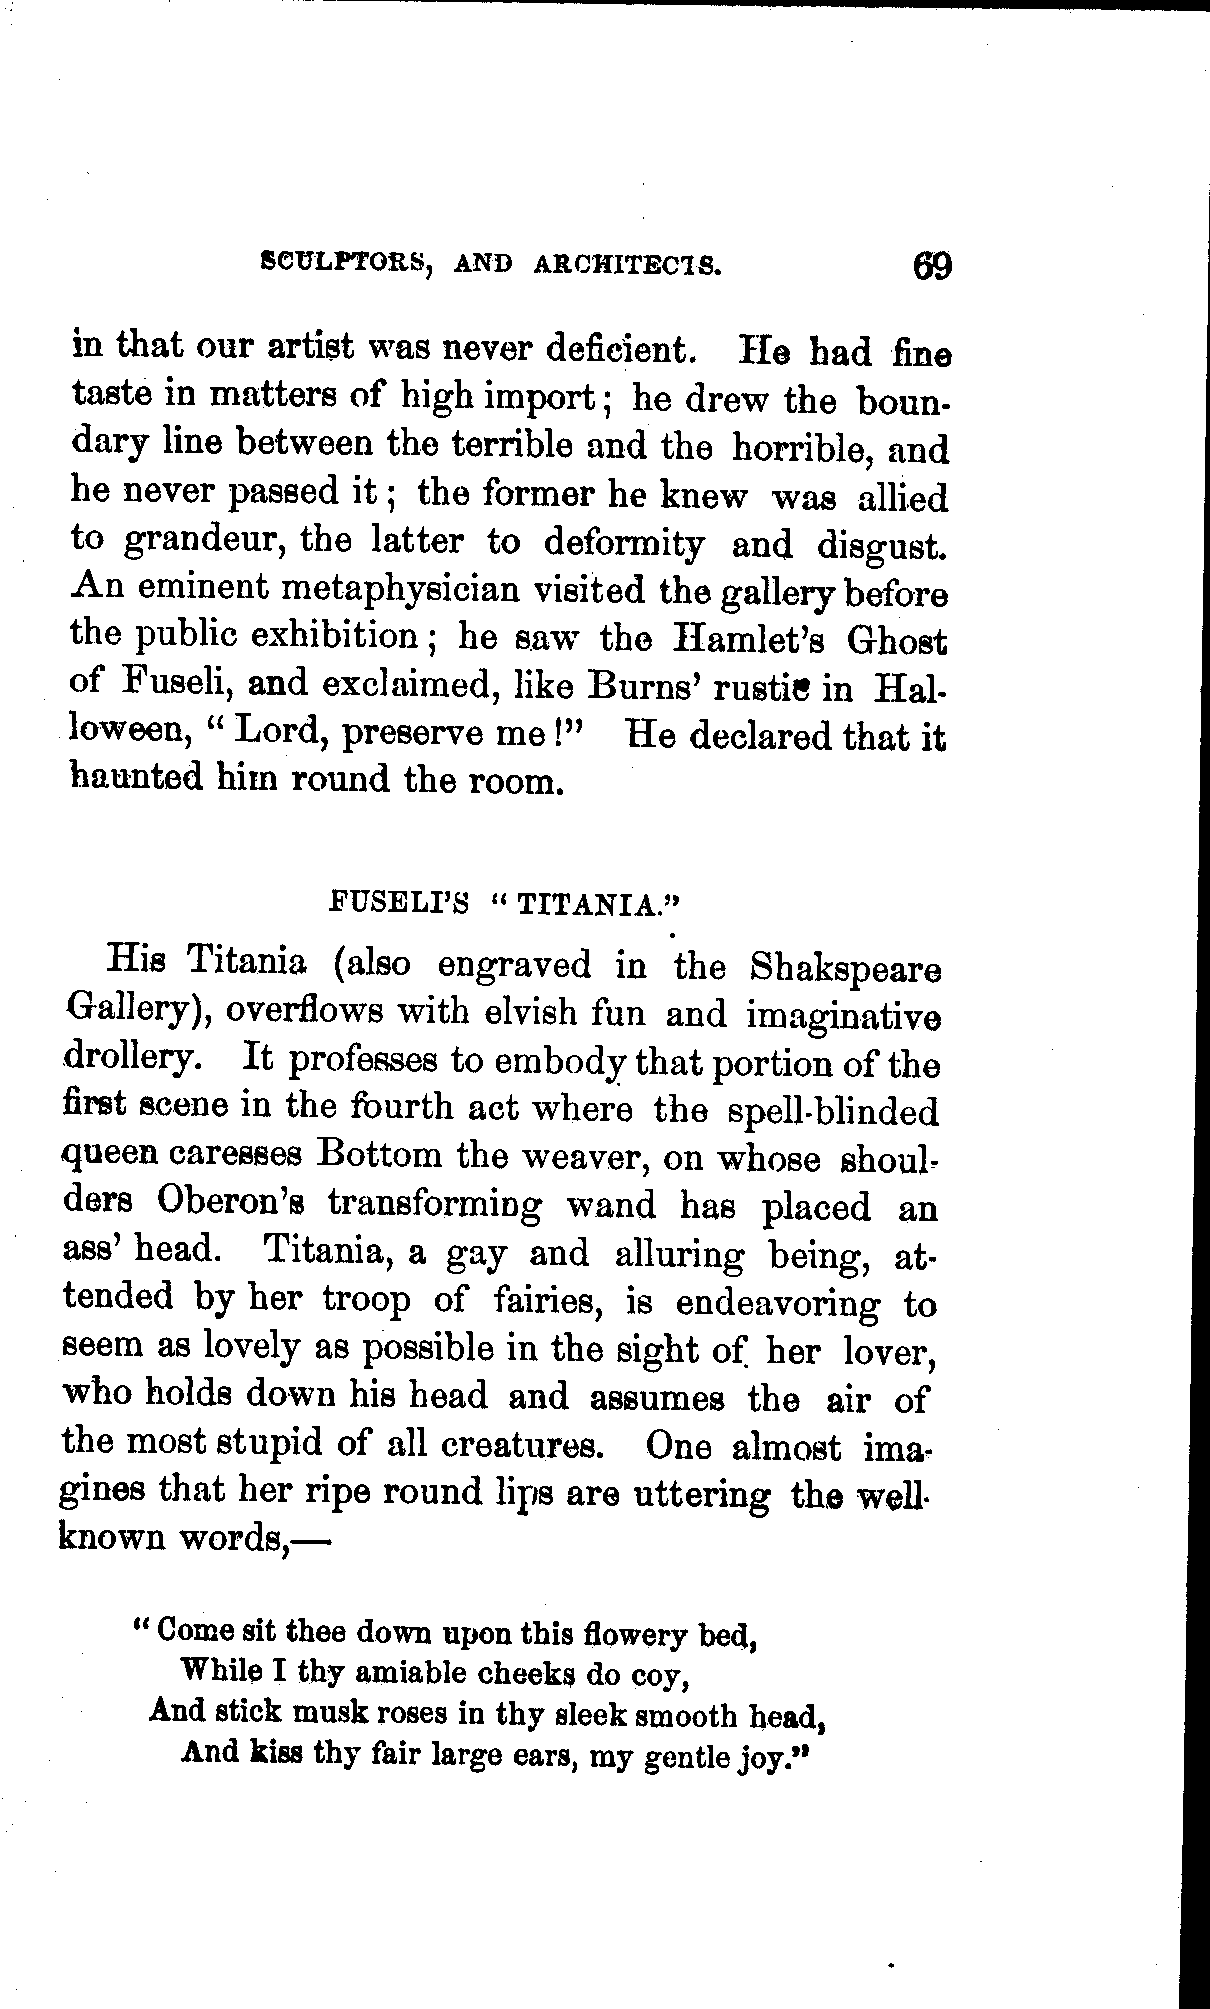 SCULPTORS, AND ARCHITECTS. 69
in that our artist was never deficient. He had fine
taste in matters of high import; he drew the boun-
dary line between the terrible and the horrible, and
he never passed it; the former he knew was allied
to grandeur, the latter to deformity and disgust.
An eminent metaphysician visited the gallery before
the public exhibition; he saw the Hamlet's Ghost
of Fuseli, and exclaimed, like Burns' rustic in Hal-
loween, "Lord, preserve me!" He declared that it
haunted him round the room.
FUSELI'S "TITANIA."
His Titania (also engraved in the Shakspeare
Gallery), overflows with elvish fun and imaginative
drollery. It professes to embody that portion of the
first scene in the fourth act where the spell-blinded
queen caresses Bottom the weaver, on whose shoul-
ders Oberon's transforming wand has placed an
ass' head. Titania, a gay and alluring being, at-
tended by her troop of fairies, is endeavoring to
seem as lovely as possible in the sight of her lover,
who holds down his head and assumes the air of
the most stupid of all creatures. One almost ima-
gines that her ripe round lips are uttering the well-
known words,—
"Come sit thee down upon this flowery bed,
While I thy amiable cheeks do coy,
And stick musk roses in thy sleek smooth head,
And kiss thy fair large ears, my gentle joy."